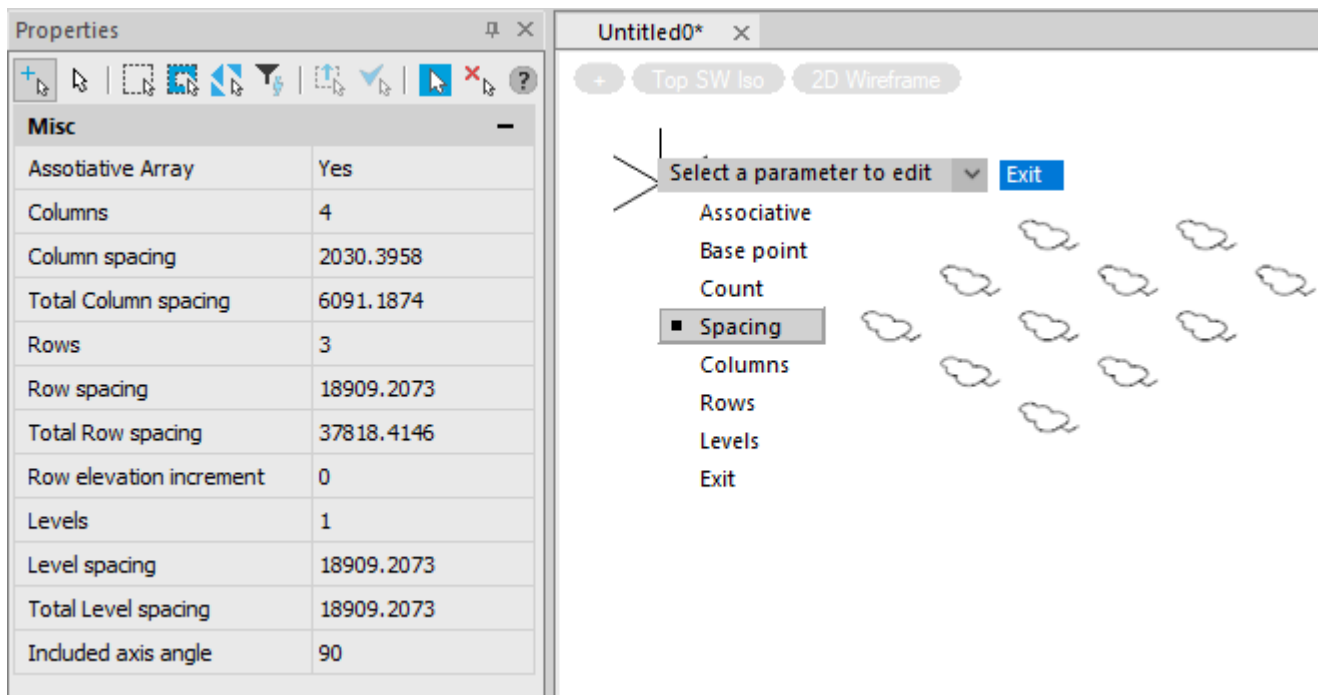 Properties
?
Misc
Assotiative Array Yes
Columns 4
Column spacing 2030.3958
Total Column spacing 6091.1874
Rows 3
Row spacing 18909.2073
Total Row spacing 37818.4146
Row elevation increment 0
Levels 1
Level spacing 18909.2073
Total Level spacing 18909.2073
Included axis angle 90
Untitled0*
+ Top SW Iso 2D Wireframe
Select a parameter to edit Exit
Associative
Base point
Count
Spacing
Columns
Rows
Levels
Exit